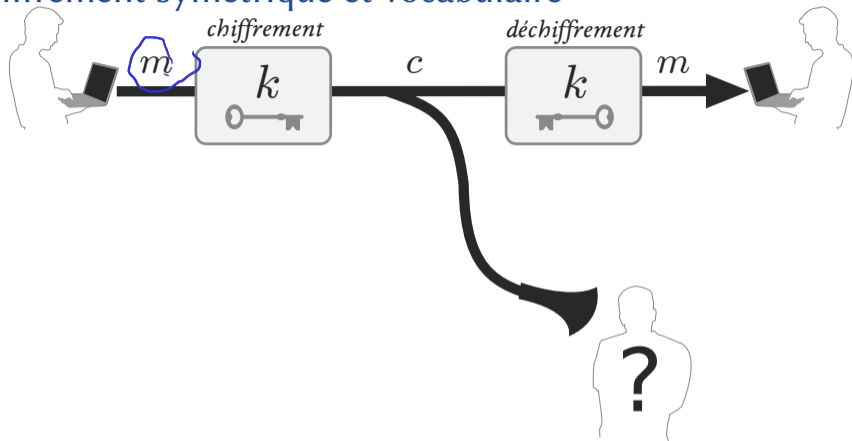 chiffrement symétrique et vocabulaire
chiffrement déchiffrement
m k c k m
?